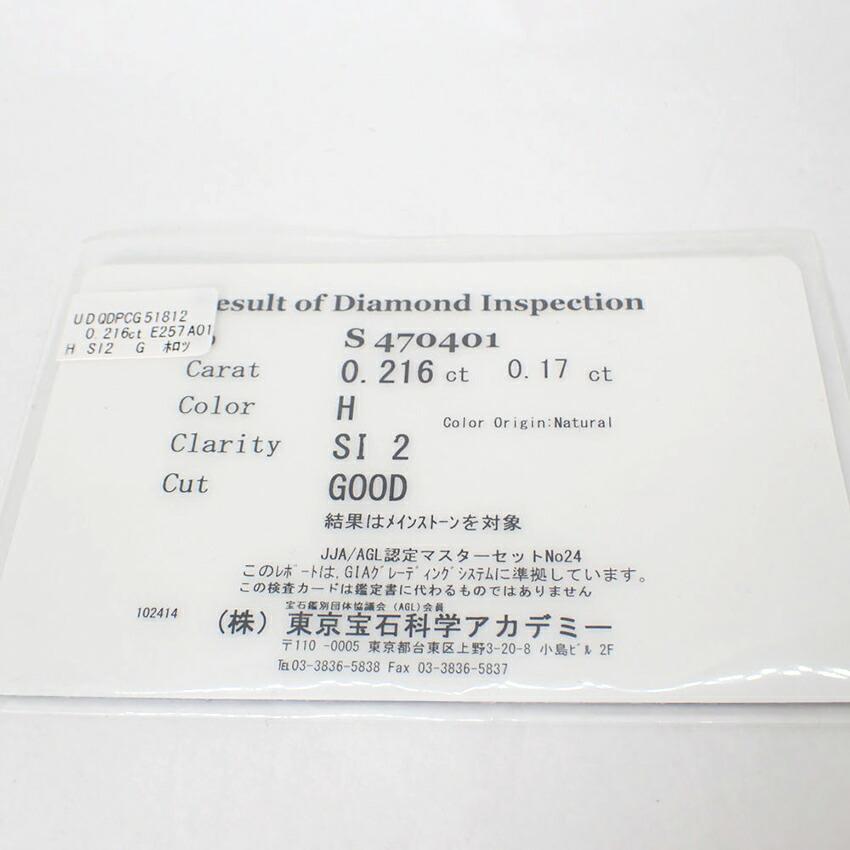 UDQDPCG51812
0.216ct E257A01
H SI2 G ﾎﾛﾂ
esult of Diamond Inspection
S 470401
Carat 0.216 ct 0.17 ct
Color H
Color Origin:Natural
Clarity SI 2
Cut GOOD
結果はﾒｲﾝｽﾄｰﾝを対象
JJA/AGL認定マスターセットNo24
このﾚﾎﾟｰﾄは､GIAｸﾞﾚｰﾃﾞｨﾝｸﾞｼｽﾃﾑに準拠しています。
この検査カードは鑑定書に代わるものではありません
宝石鑑別団体協議会（AGL）会員
102414 （株）東京宝石科学アカデミー
〒110-0005 東京都台東区上野3-20-8 小島ﾋﾞﾙ 2F
℡03-3836-5838 Fax 03-3836-5837